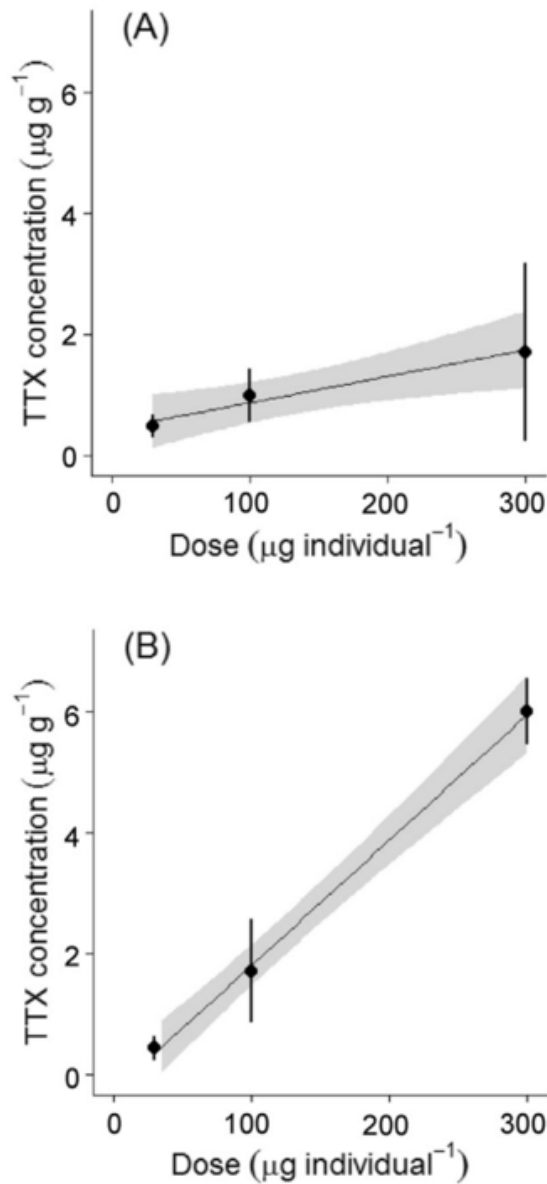 (A)
TTX concentration (μg g⁻¹)
6
4
2
0
0 100 200 300
Dose (μg individual⁻¹)
(B)
TTX concentration (μg g⁻¹)
6
4
2
0
0 100 200 300
Dose (μg individual⁻¹)